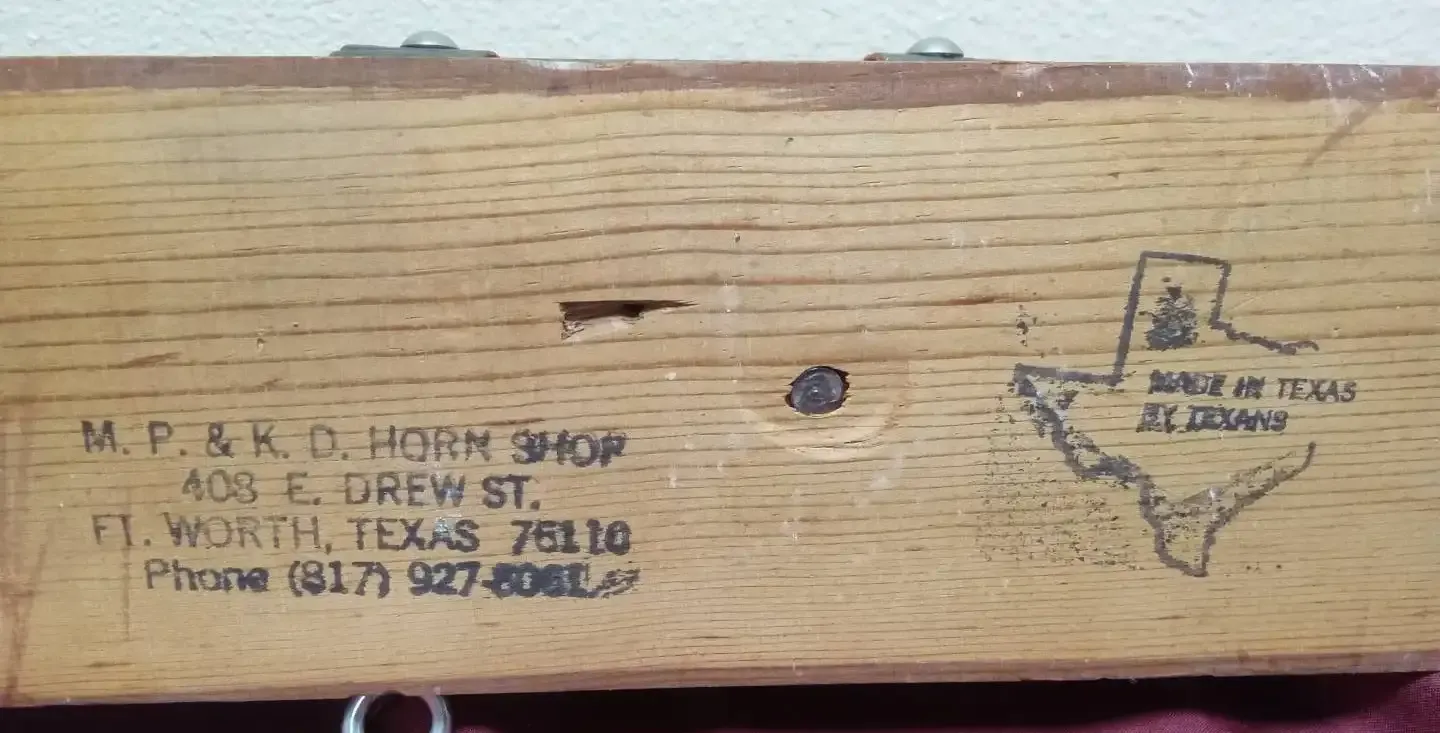 M. P. & K. D. HORN SHOP
408 E. DREW ST.
FT. WORTH, TEXAS 76110
Phone (817) 927-
MADE IN TEXAS
BY TEXANS